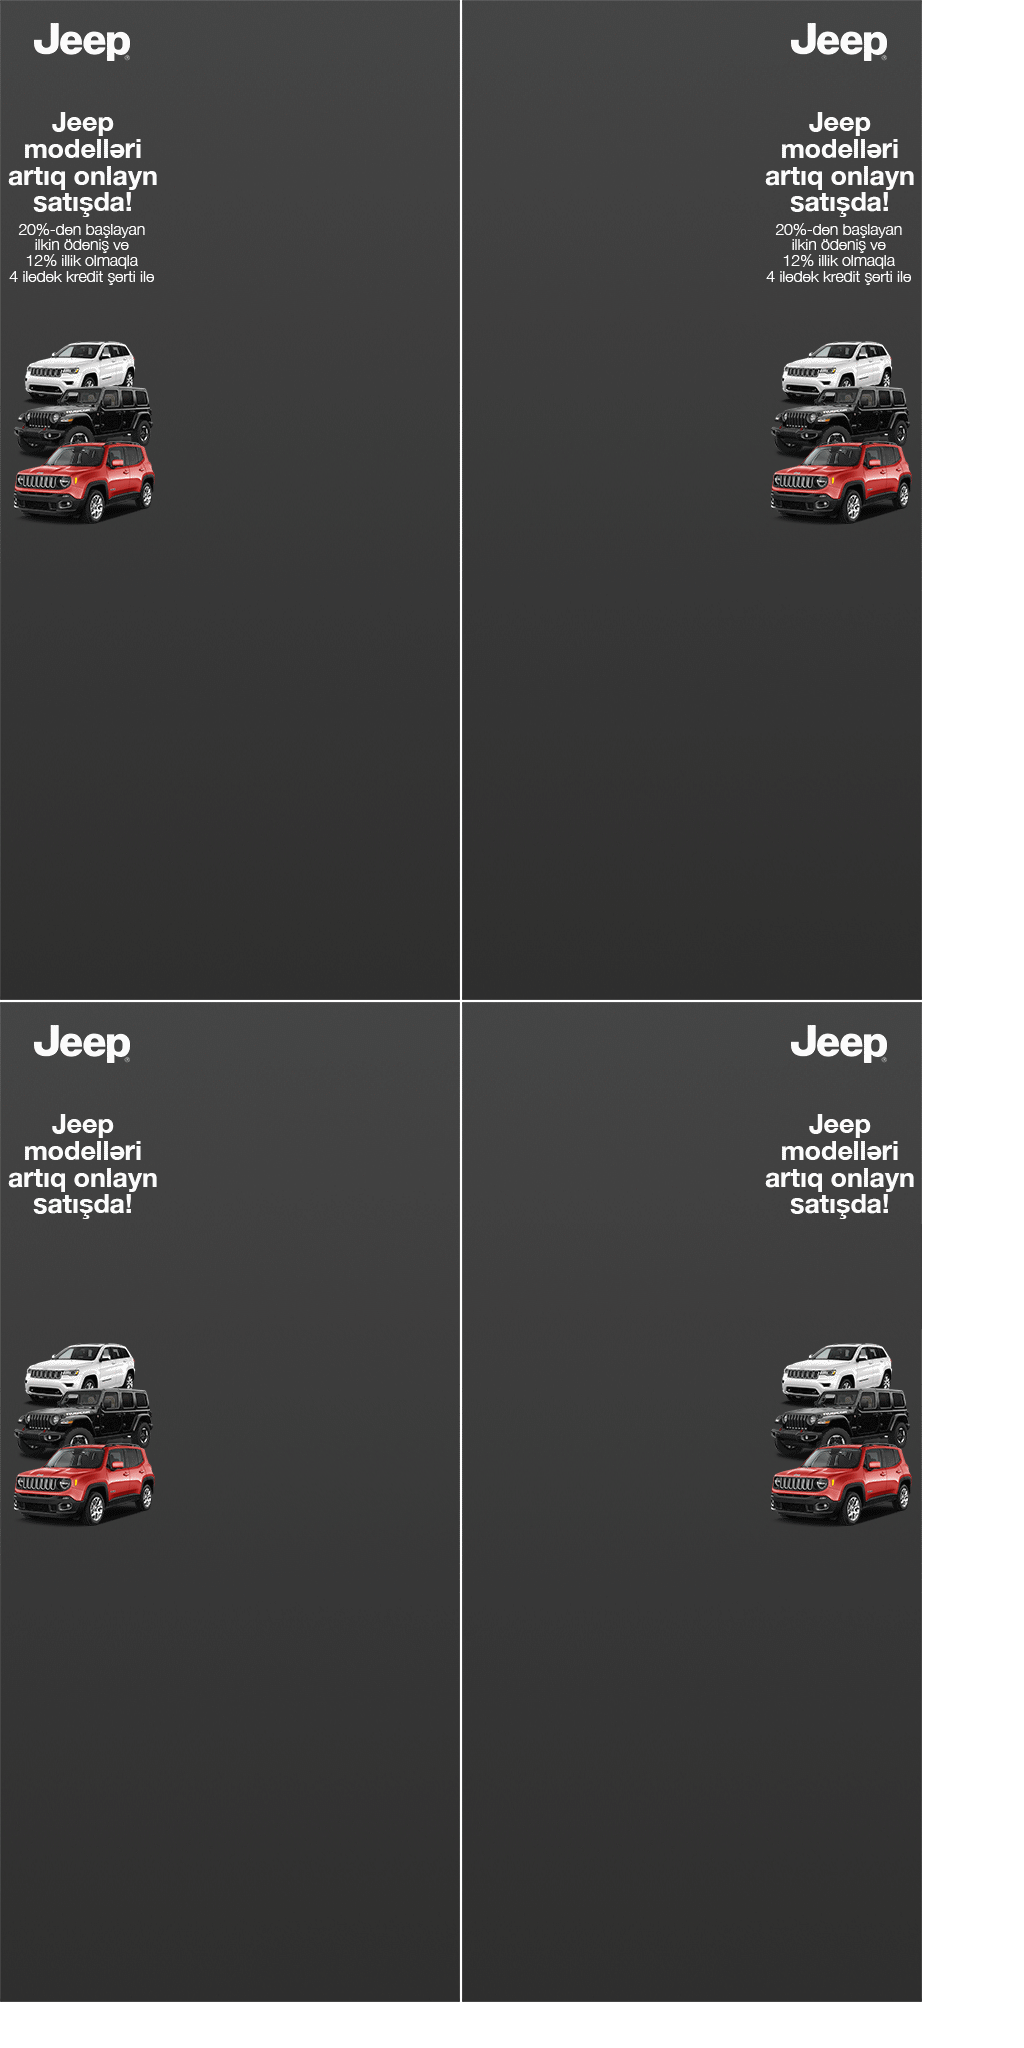 Jeep
Jeep
modelləri
artıq onlayn
satışda!
20%-dən başlayan
ilkin ödəniş və
12% illik olmaqla
4 ilədək kredit şərti ilə
Jeep
Jeep
modelləri
artıq onlayn
satışda!
20%-dən başlayan
ilkin ödəniş və
12% illik olmaqla
4 ilədək kredit şərti ilə
Jeep
Jeep
modelləri
artıq onlayn
satışda!
Jeep
Jeep
modelləri
artıq onlayn
satışda!